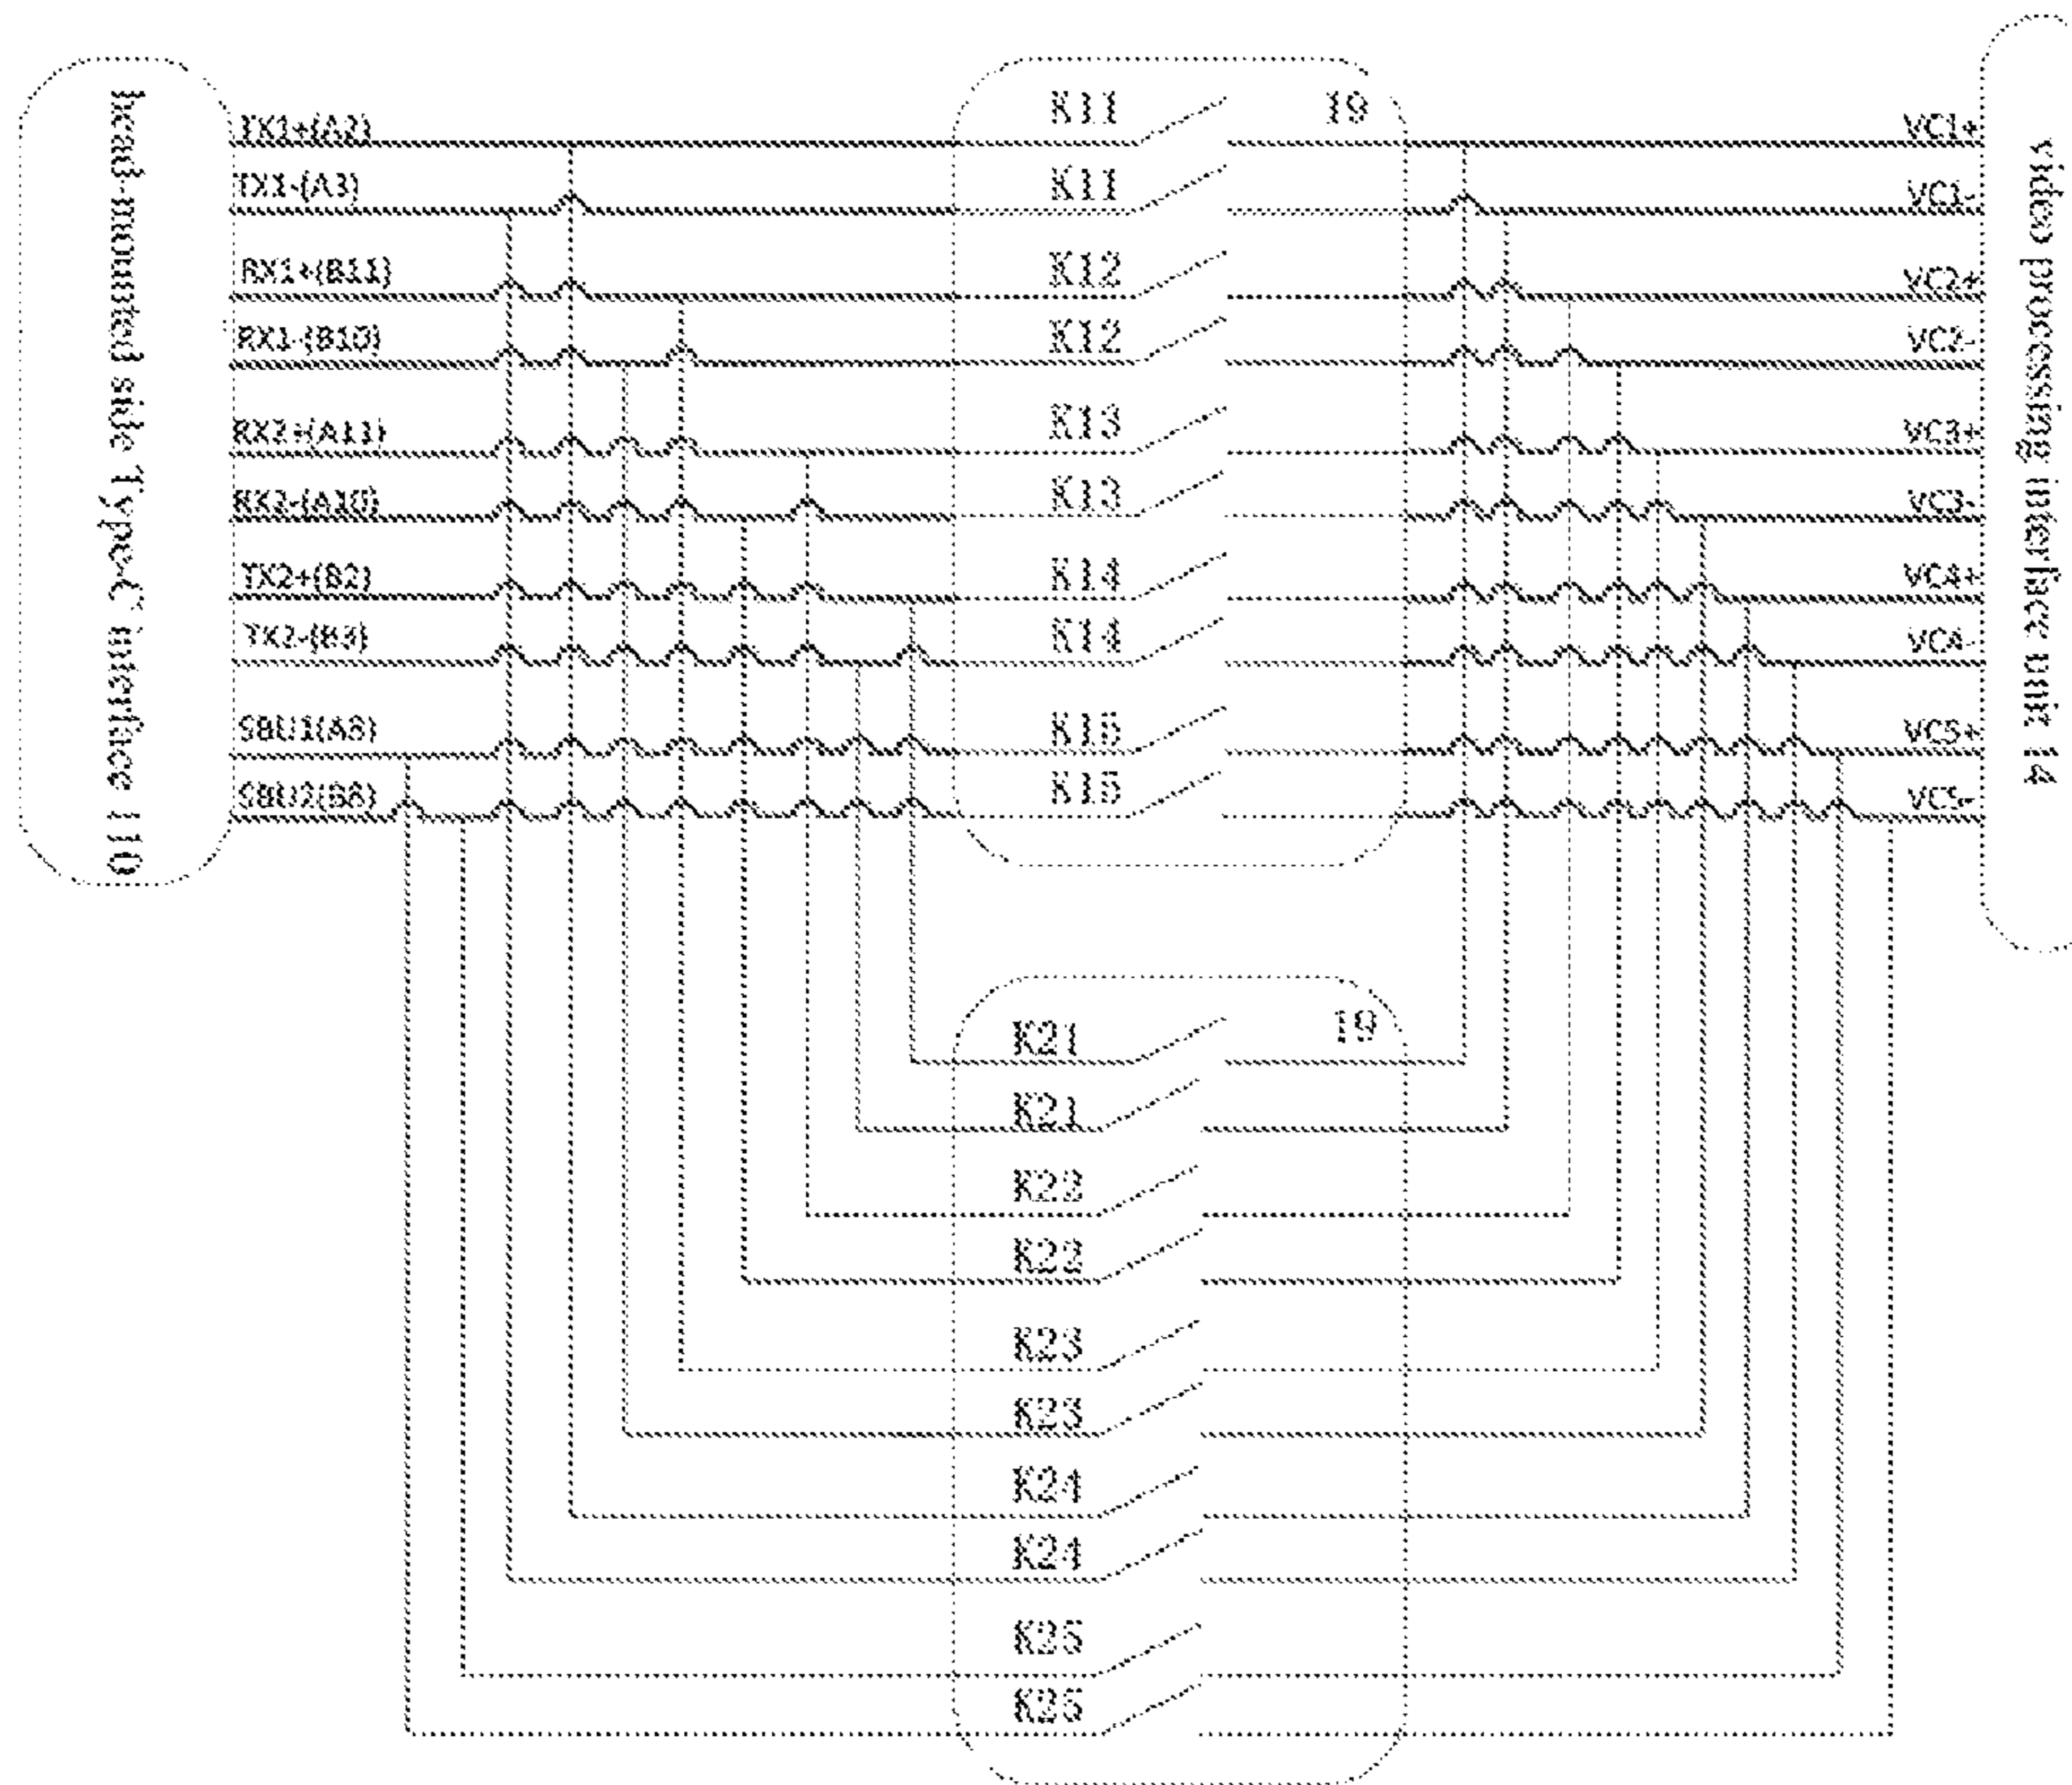 head-mounted side Type-C interface 110
TX1+(A2)
TX1-(A3)
RX1+(B11)
RX1-(B10)
RX2+(A11)
RX2-(A10)
TX2+(B2)
TX2-(B3)
SBU1(A8)
SBU2(B8)
K11
19
K11
K12
K12
K13
K13
K14
K14
K15
K15
VC1+
VC1-
VC2+
VC2-
VC3+
VC3-
VC4+
VC4-
VC5+
VC5-
video processing interface unit 14
K21
19
K21
K22
K22
K23
K23
K24
K24
K25
K25